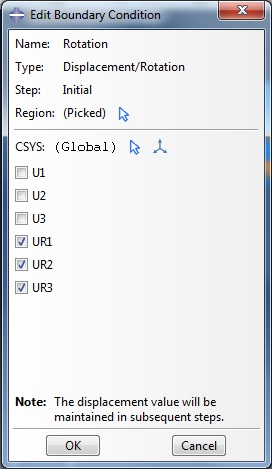 Edit Boundary Condition
Name: Rotation
Type: Displacement/Rotation
Step: Initial
Region: (Picked)
CSYS: (Global)
U1
U2
U3
UR1
UR2
UR3
Note: The displacement value will be
maintained in subsequent steps.
OK Cancel